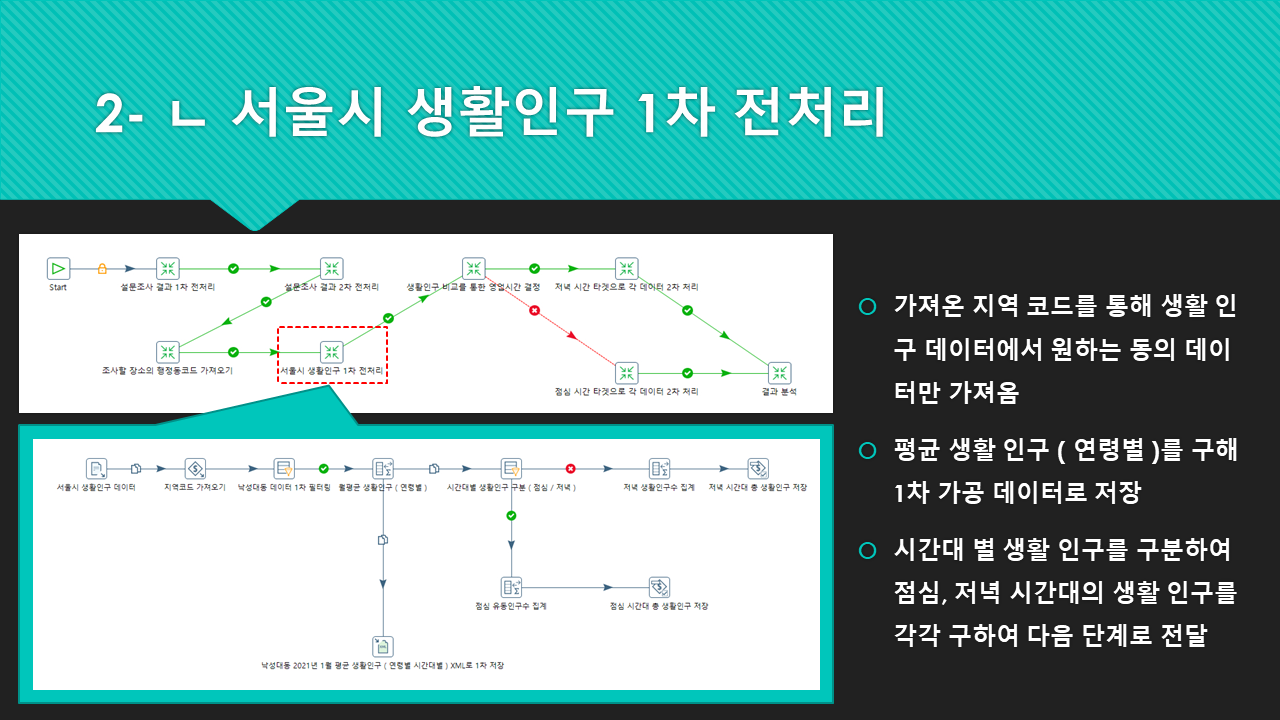 2- ㄴ 서울시 생활인구 1차 전처리
Start
설문조사 결과 1차 전처리
설문조사 결과 2차 전처리
생활인구 비교를 통한 영업시간 결정
저녁 시간 타겟으로 각 데이터 2차 처리
조사할 장소의 행정동코드 가져오기
서울시 생활인구 1차 전처리
점심 시간 타겟으로 각 데이터 2차 처리
결과 분석
서울시 생활인구 데이터
지역코드 가져오기
낙성대동 데이터 1차 필터링
월평균 생활인구 ( 연령별 )
시간대별 생활인구 구분 ( 점심 / 저녁 )
저녁 생활인구수 집계
저녁 시간대 총 생활인구 저장
점심 유동인구수 집계
점심 시간대 총 생활인구 저장
낙성대동 2021년 1월 평균 생활인구 ( 연령별 시간대별 ) XML로 1차 저장
가져온 지역 코드를 통해 생활 인
구 데이터에서 원하는 동의 데이
터만 가져옴
평균 생활 인구 ( 연령별 )를 구해
1차 가공 데이터로 저장
시간대 별 생활 인구를 구분하여
점심, 저녁 시간대의 생활 인구를
각각 구하여 다음 단계로 전달